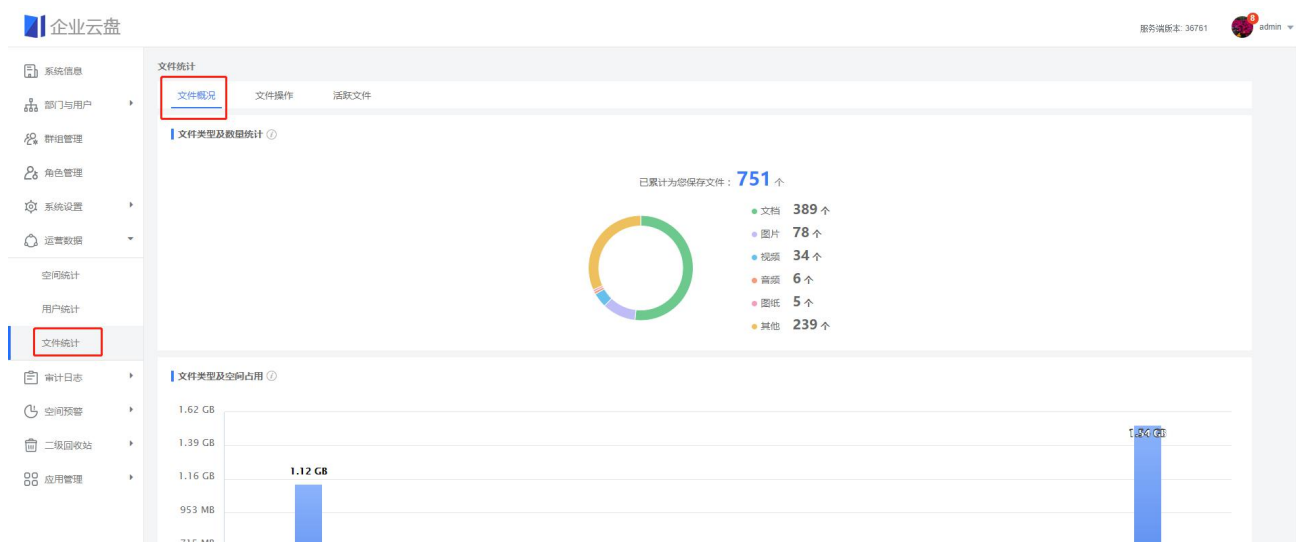 企业云盘
服务端版本: 36761
8
admin
系统信息
部门与用户
群组管理
角色管理
系统设置
运营数据
空间统计
用户统计
文件统计
审计日志
空间预警
二级回收站
应用管理
文件统计
文件概况 文件操作 活跃文件
文件类型及数量统计
已累计为您保存文件: 751 个
文档 389 个
图片 78 个
视频 34 个
音频 6 个
图纸 5 个
其他 239 个
文件类型及空间占用
1.62 GB
1.39 GB
1.16 GB
953 MB
715 MB
1.12 GB
1.54 GB